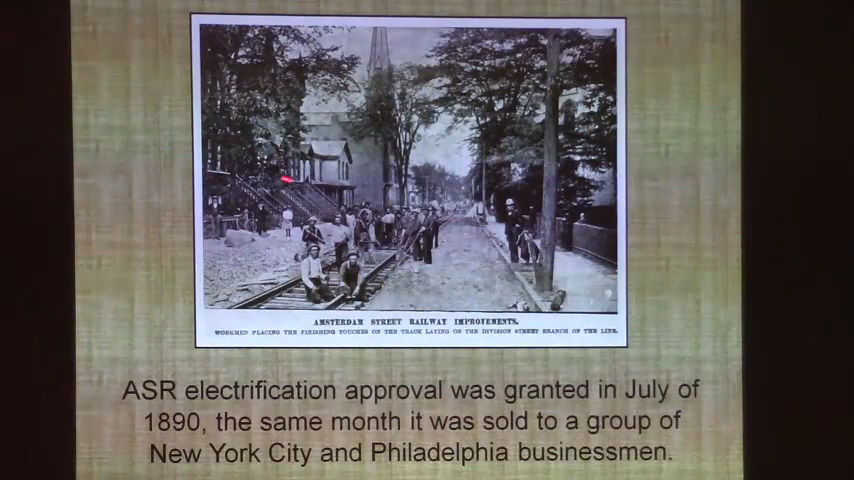 AMSTERDAM STREET RAILWAY IMPROVEMENTS.
WORKMEN PLACING THE FINISHING TOUCHES ON THE TRACK LAYING ON THE DIVISION STREET BRANCH OF THE LINE.
ASR electrification approval was granted in July of
1890, the same month it was sold to a group of
New York City and Philadelphia businessmen.